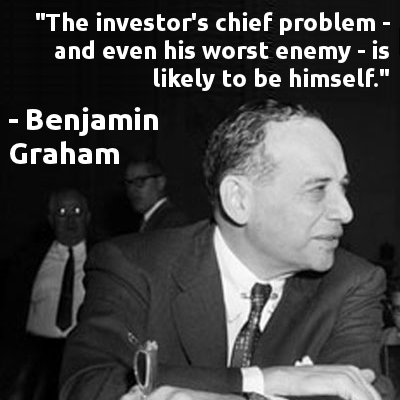 "The investor's chief problem -
and even his worst enemy - is
likely to be himself."
- Benjamin
Graham